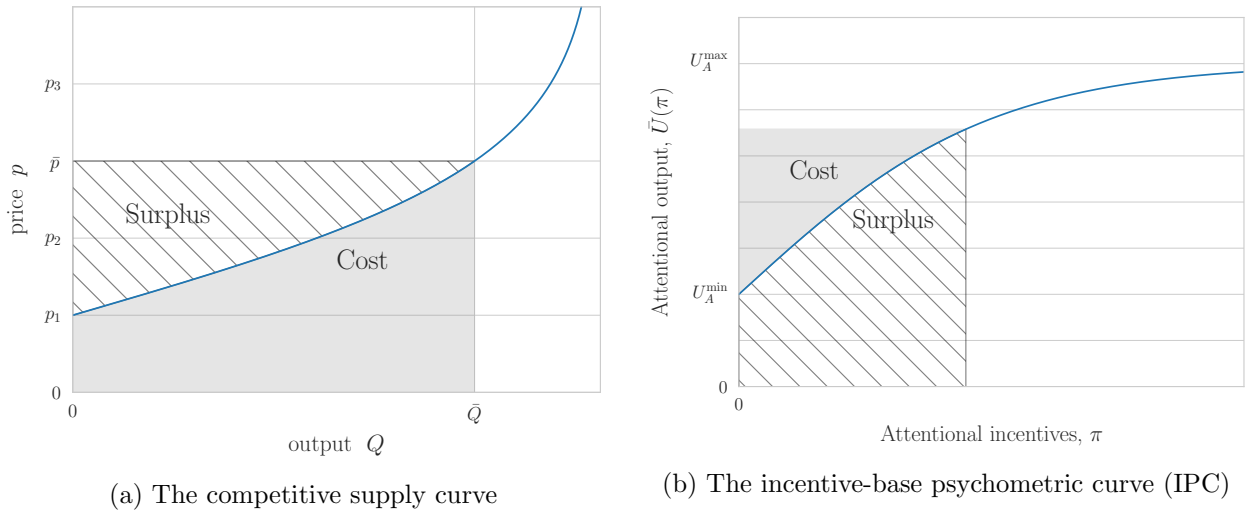 p₃
p̄
p₂
p₁
0
price p
Surplus
Cost
0
Q̄
output Q
(a) The competitive supply curve
U_A^max
U_A^min
0
Attentional output, Ū(π)
Cost
Surplus
0
Attentional incentives, π
(b) The incentive-base psychometric curve (IPC)